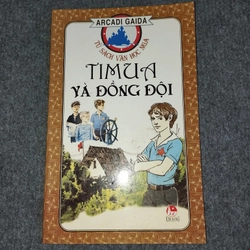 ARCADI GAIDA
TỦ SÁCH VĂN HỌC NGA
TIMUA
VÀ ĐỒNG ĐỘI